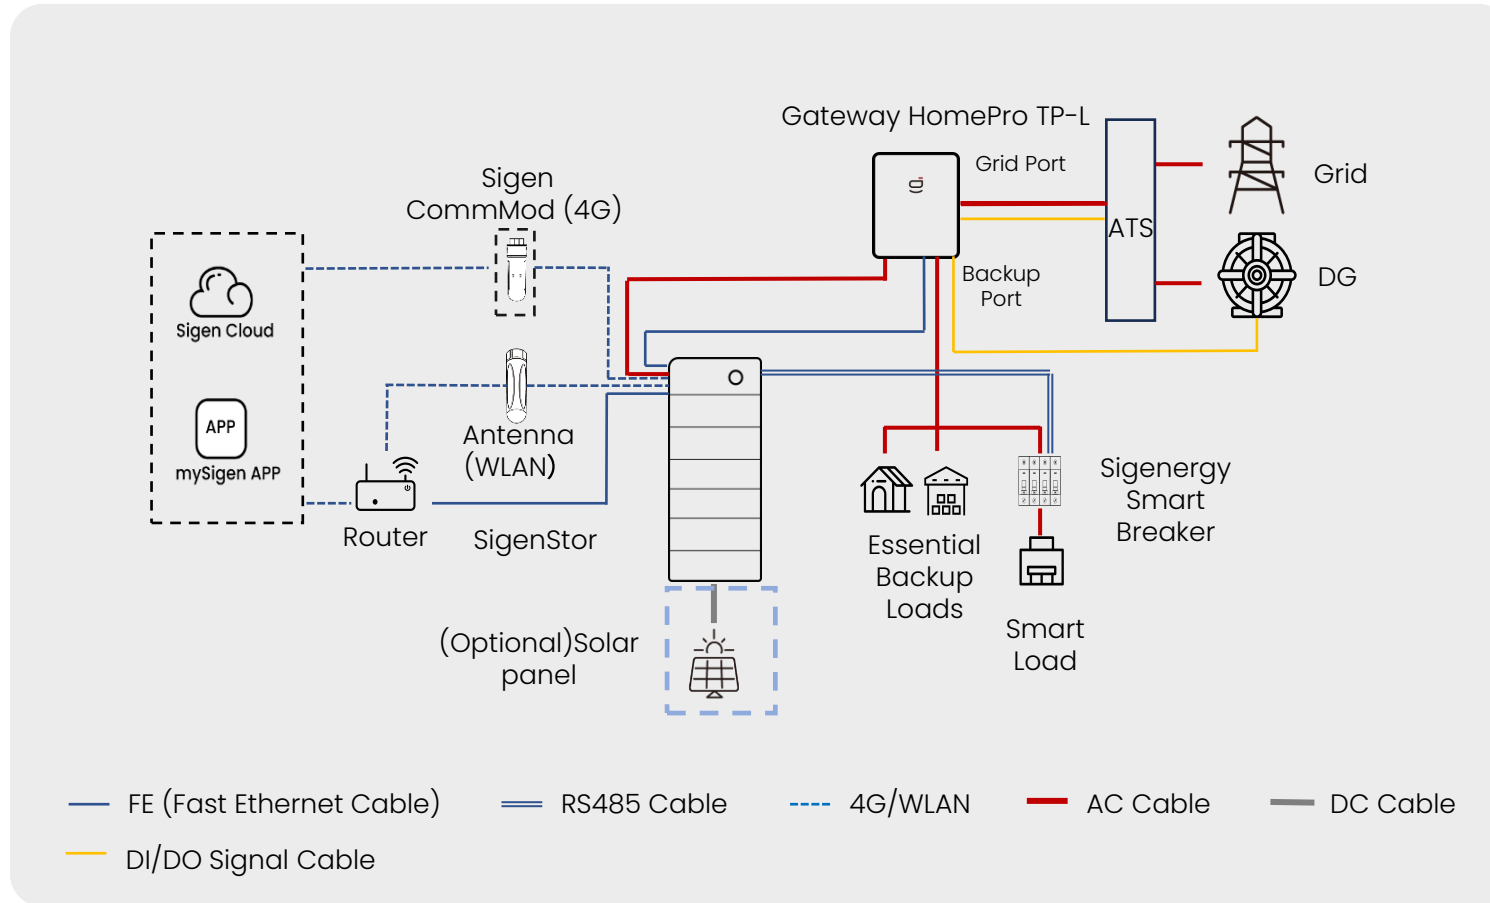 Gateway HomePro TP-L
Grid Port
Grid
Sigen
CommMod (4G)
ATS
Backup
Port
DG
Sigen Cloud
Antenna
(WLAN)
APP
mySigen APP
Router
SigenStor
Sigenergy
Smart
Breaker
Essential
Backup
Loads
(Optional)Solar
panel
Smart
Load
FE (Fast Ethernet Cable)
RS485 Cable
4G/WLAN
AC Cable
DC Cable
DI/DO Signal Cable